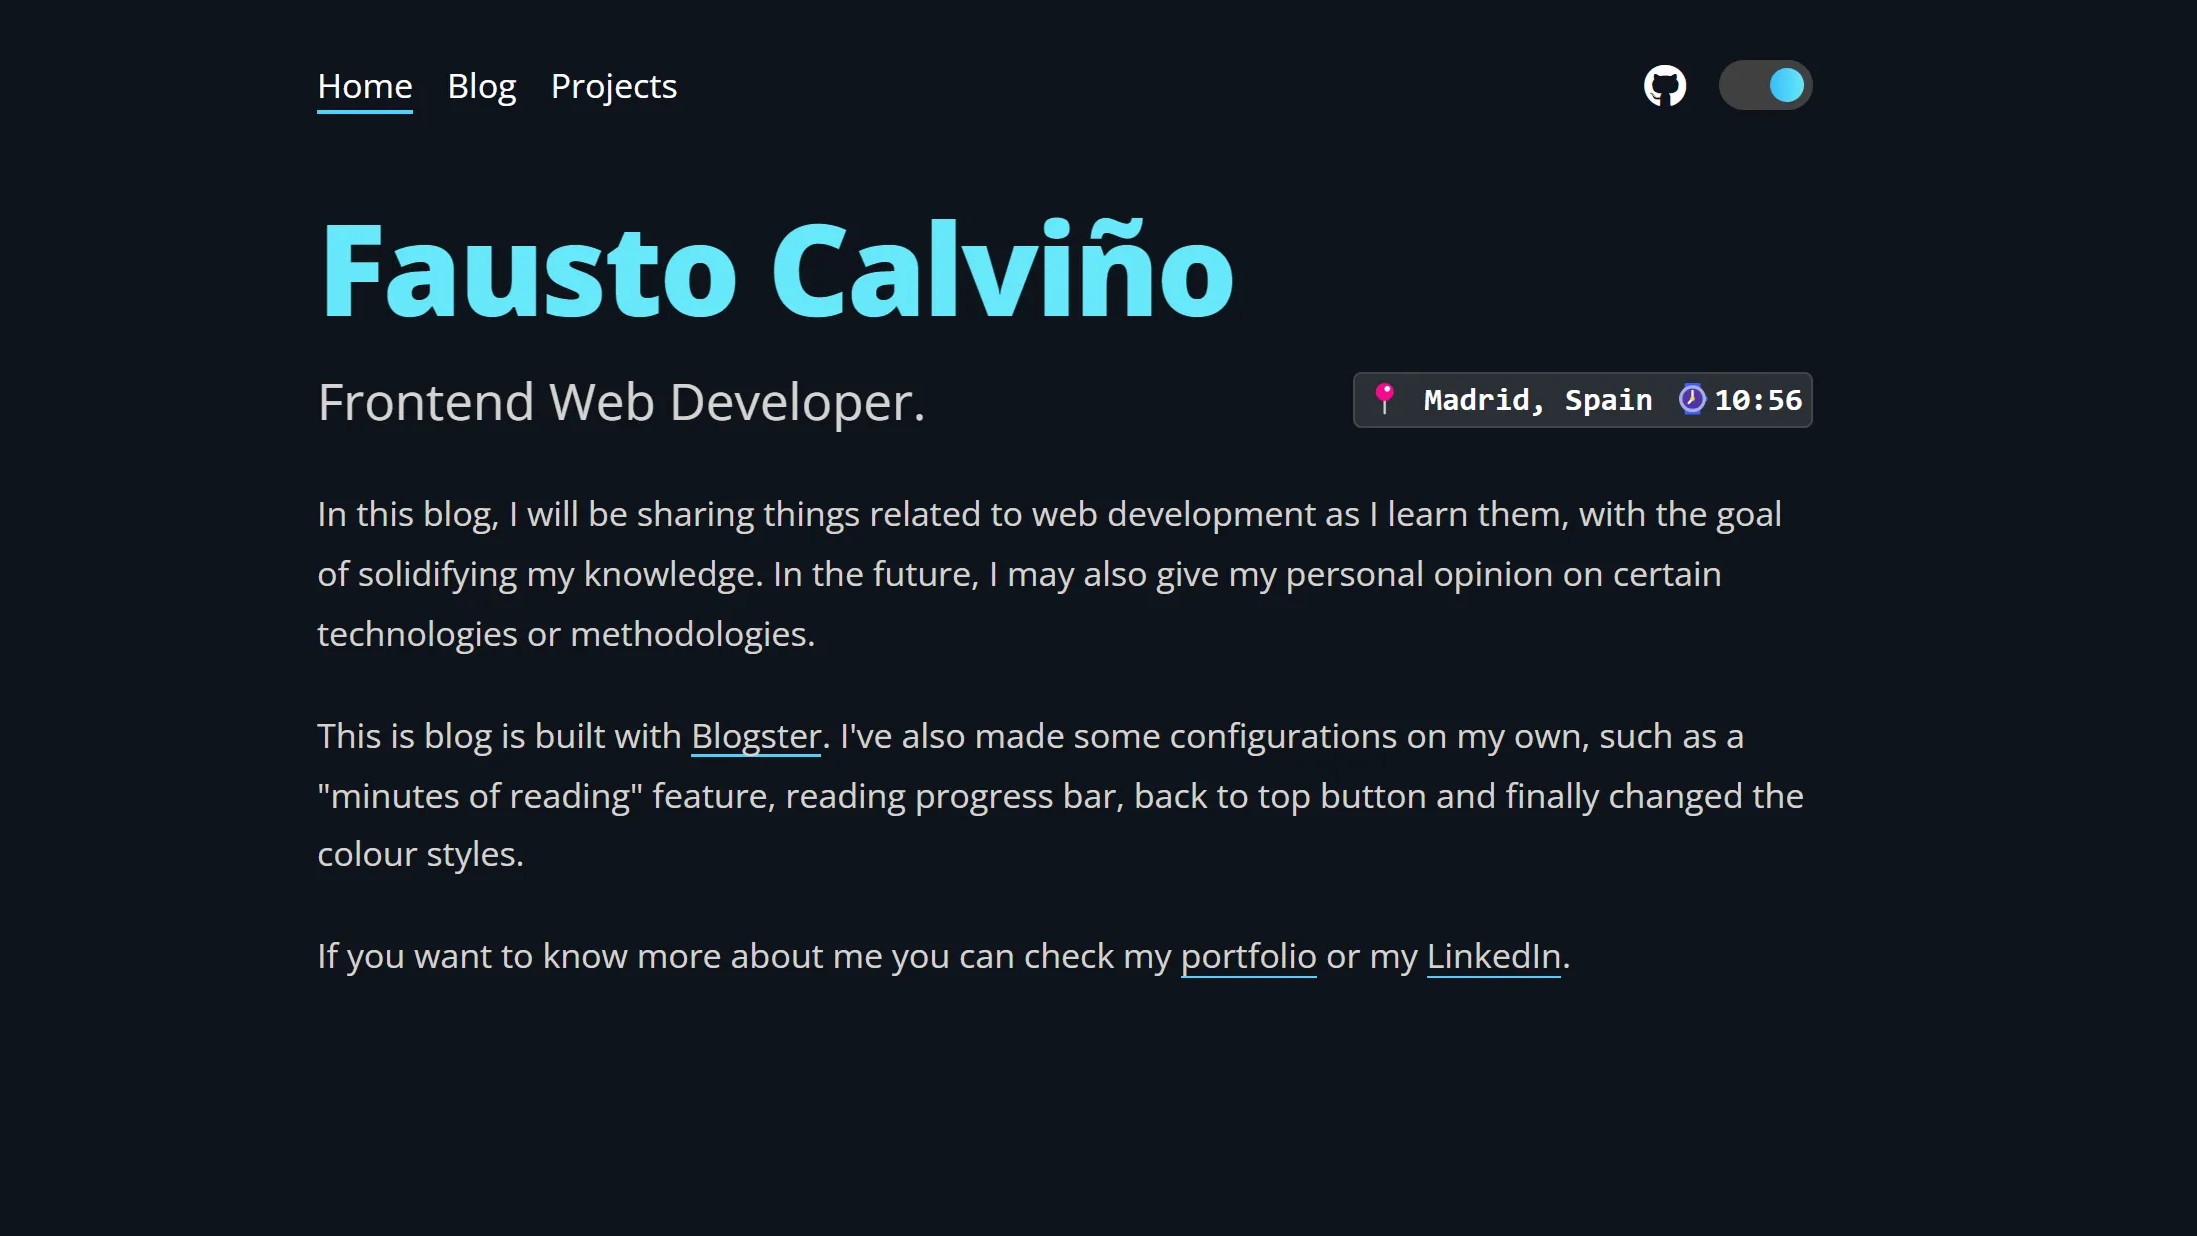 Home Blog Projects
Fausto Calviño
Frontend Web Developer.
Madrid, Spain 10:56
In this blog, I will be sharing things related to web development as I learn them, with the goal
of solidifying my knowledge. In the future, I may also give my personal opinion on certain
technologies or methodologies.
This is blog is built with Blogster. I've also made some configurations on my own, such as a
"minutes of reading" feature, reading progress bar, back to top button and finally changed the
colour styles.
If you want to know more about me you can check my portfolio or my LinkedIn.